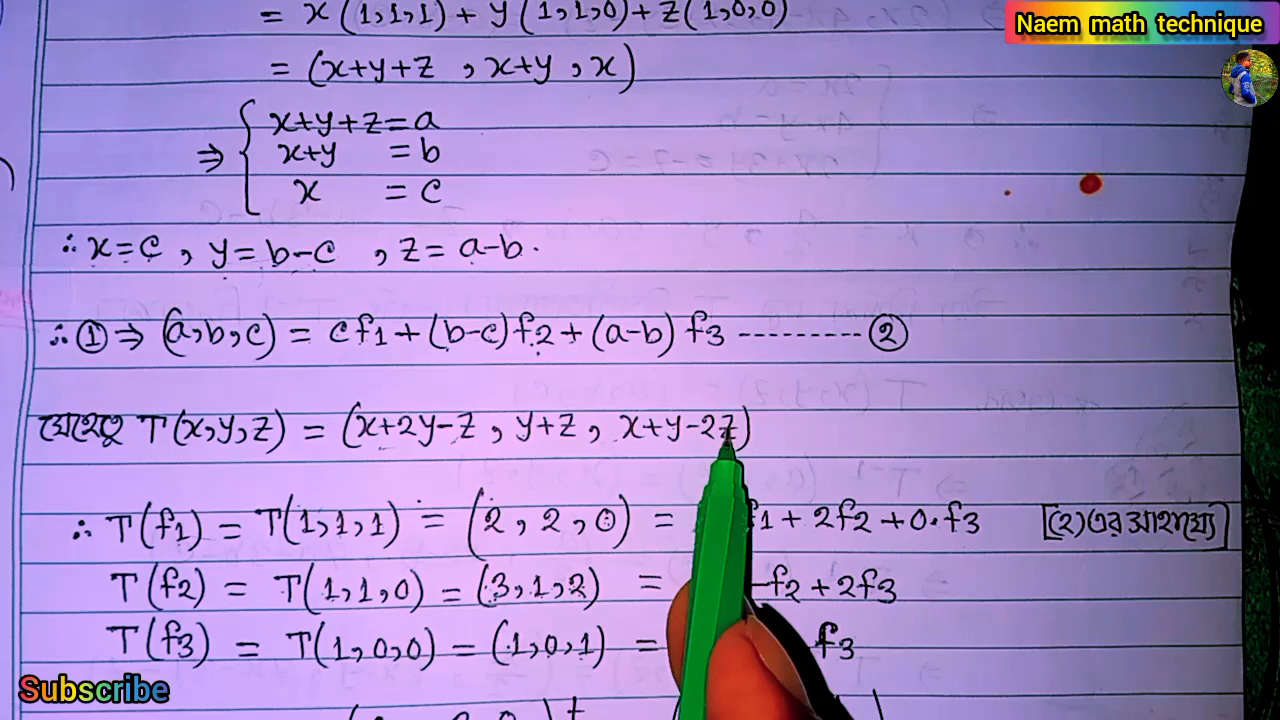 Naem math technique
= x(1,1,1) + y(1,1,0) + z(1,0,0)
= (x+y+z , x+y , x)
x+y+z = a
⇒ x+y = b
x = c
∴ x = c , y = b-c , z = a-b.
∴ ① ⇒ (a,b,c) = cf1 + (b-c)f2 + (a-b)f3 ---------- ②
যেহেতু T(x,y,z) = (x+2y-z , y+z , x+y-2z)
∴ T(f1) = T(1,1,1) = (2,2,0) = f1 + 2f2 + 0.f3 [(২)এর সাহায্যে]
T(f2) = T(1,1,0) = (3,1,2) = -f2 + 2f3
T(f3) = T(1,0,0) = (1,0,1) = f3
Subscribe